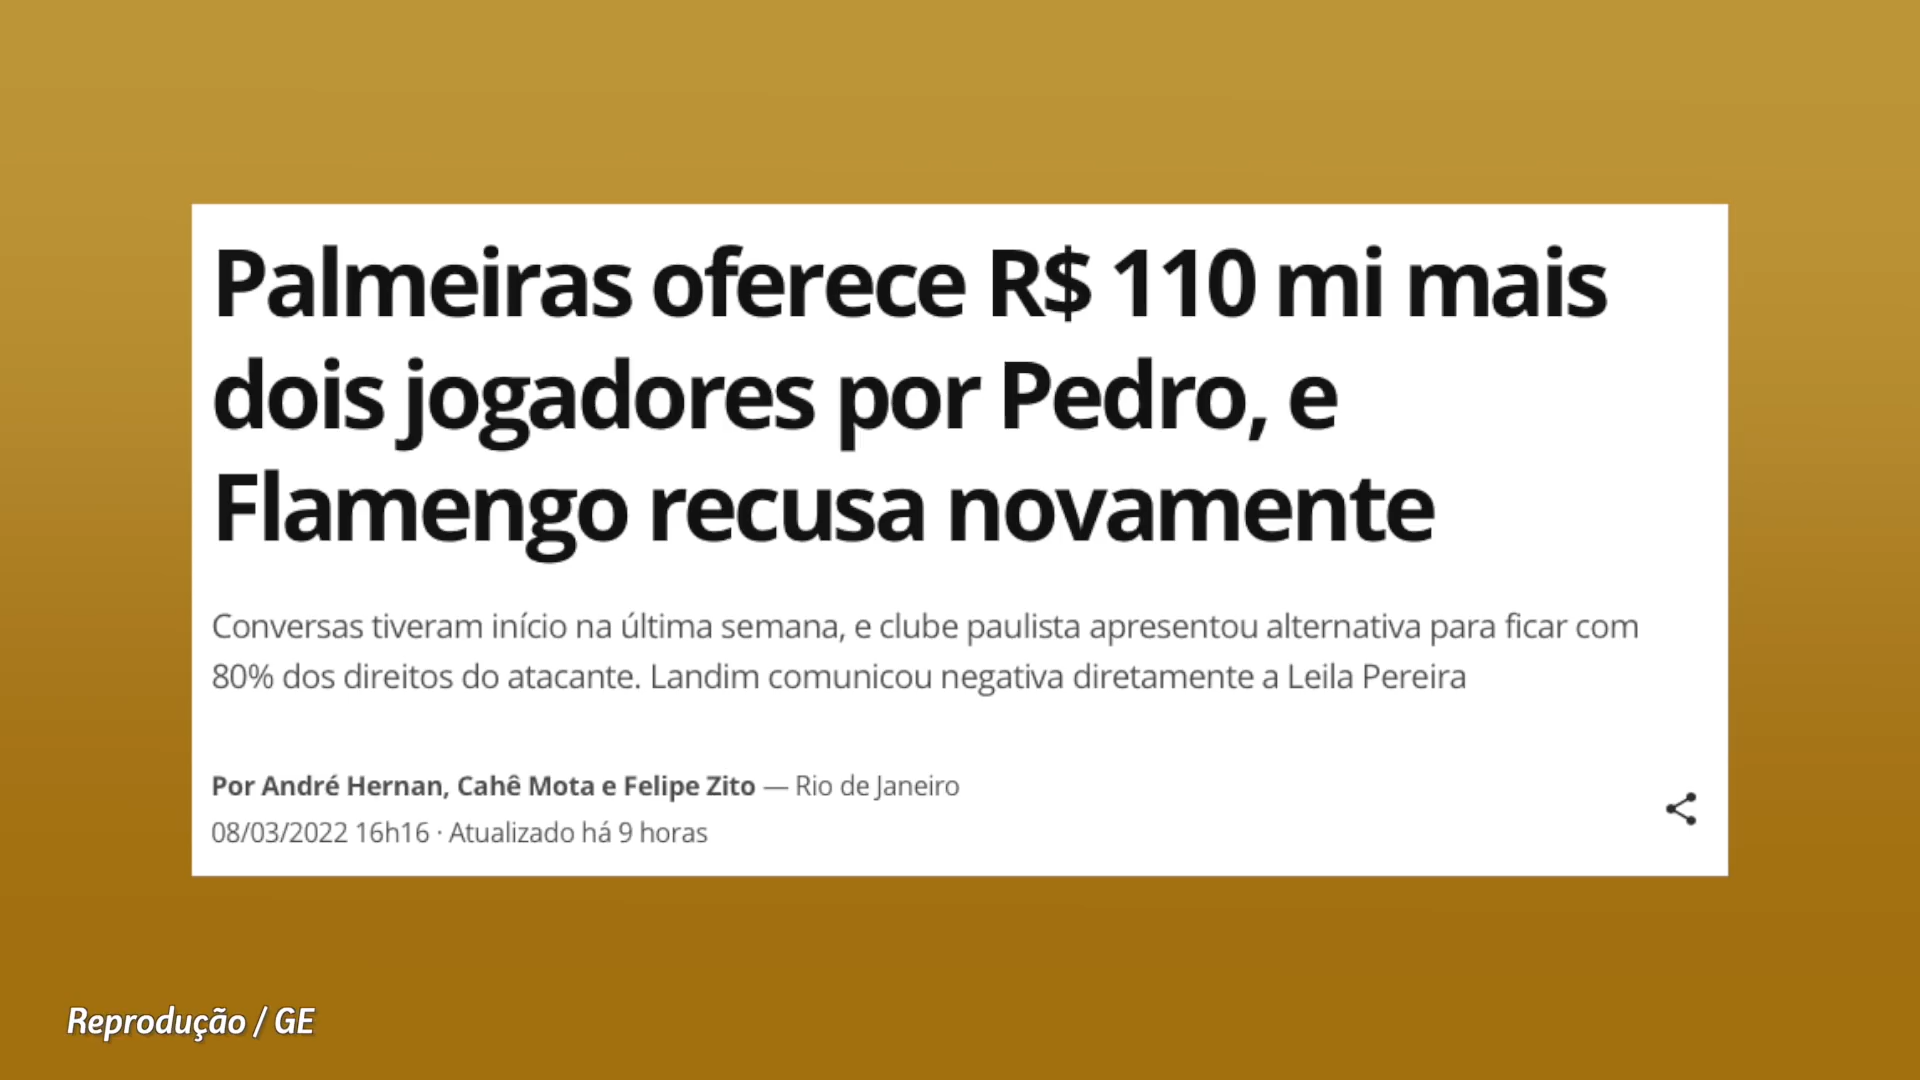 Palmeiras oferece R$ 110 mi mais
dois jogadores por Pedro, e
Flamengo recusa novamente
Conversas tiveram início na última semana, e clube paulista apresentou alternativa para ficar com
80% dos direitos do atacante. Landim comunicou negativa diretamente a Leila Pereira
Por André Hernan, Cahê Mota e Felipe Zito — Rio de Janeiro
08/03/2022 16h16 · Atualizado há 9 horas
Reprodução / GE